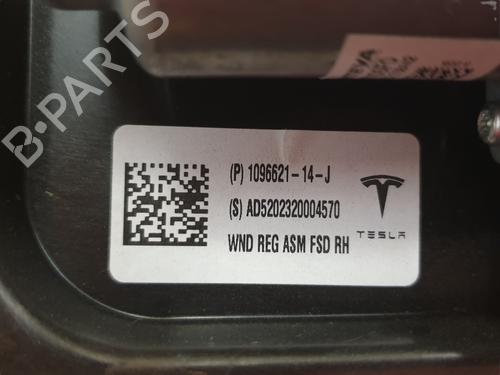 B-PARTS
(P) 1096621-14-J
(S) AD5202320004570
WND REG ASM FSD RH
TESLA